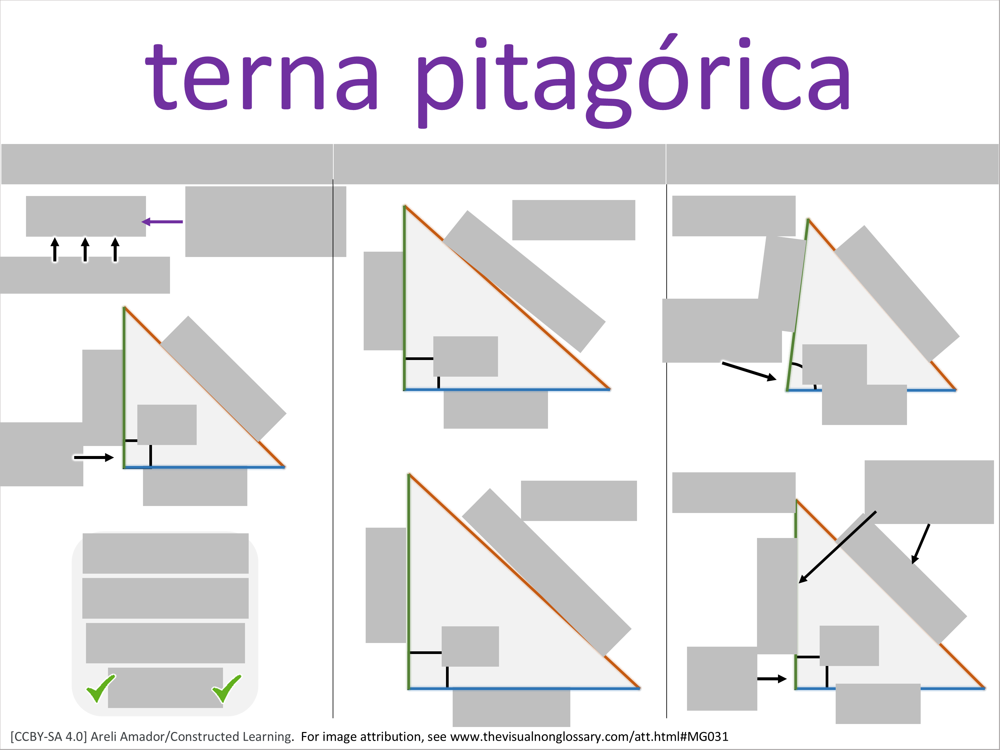 terna pitagórica
[CCBY-SA 4.0] Areli Amador/Constructed Learning. For image attribution, see www.thevisualnonglossary.com/att.html#MG031